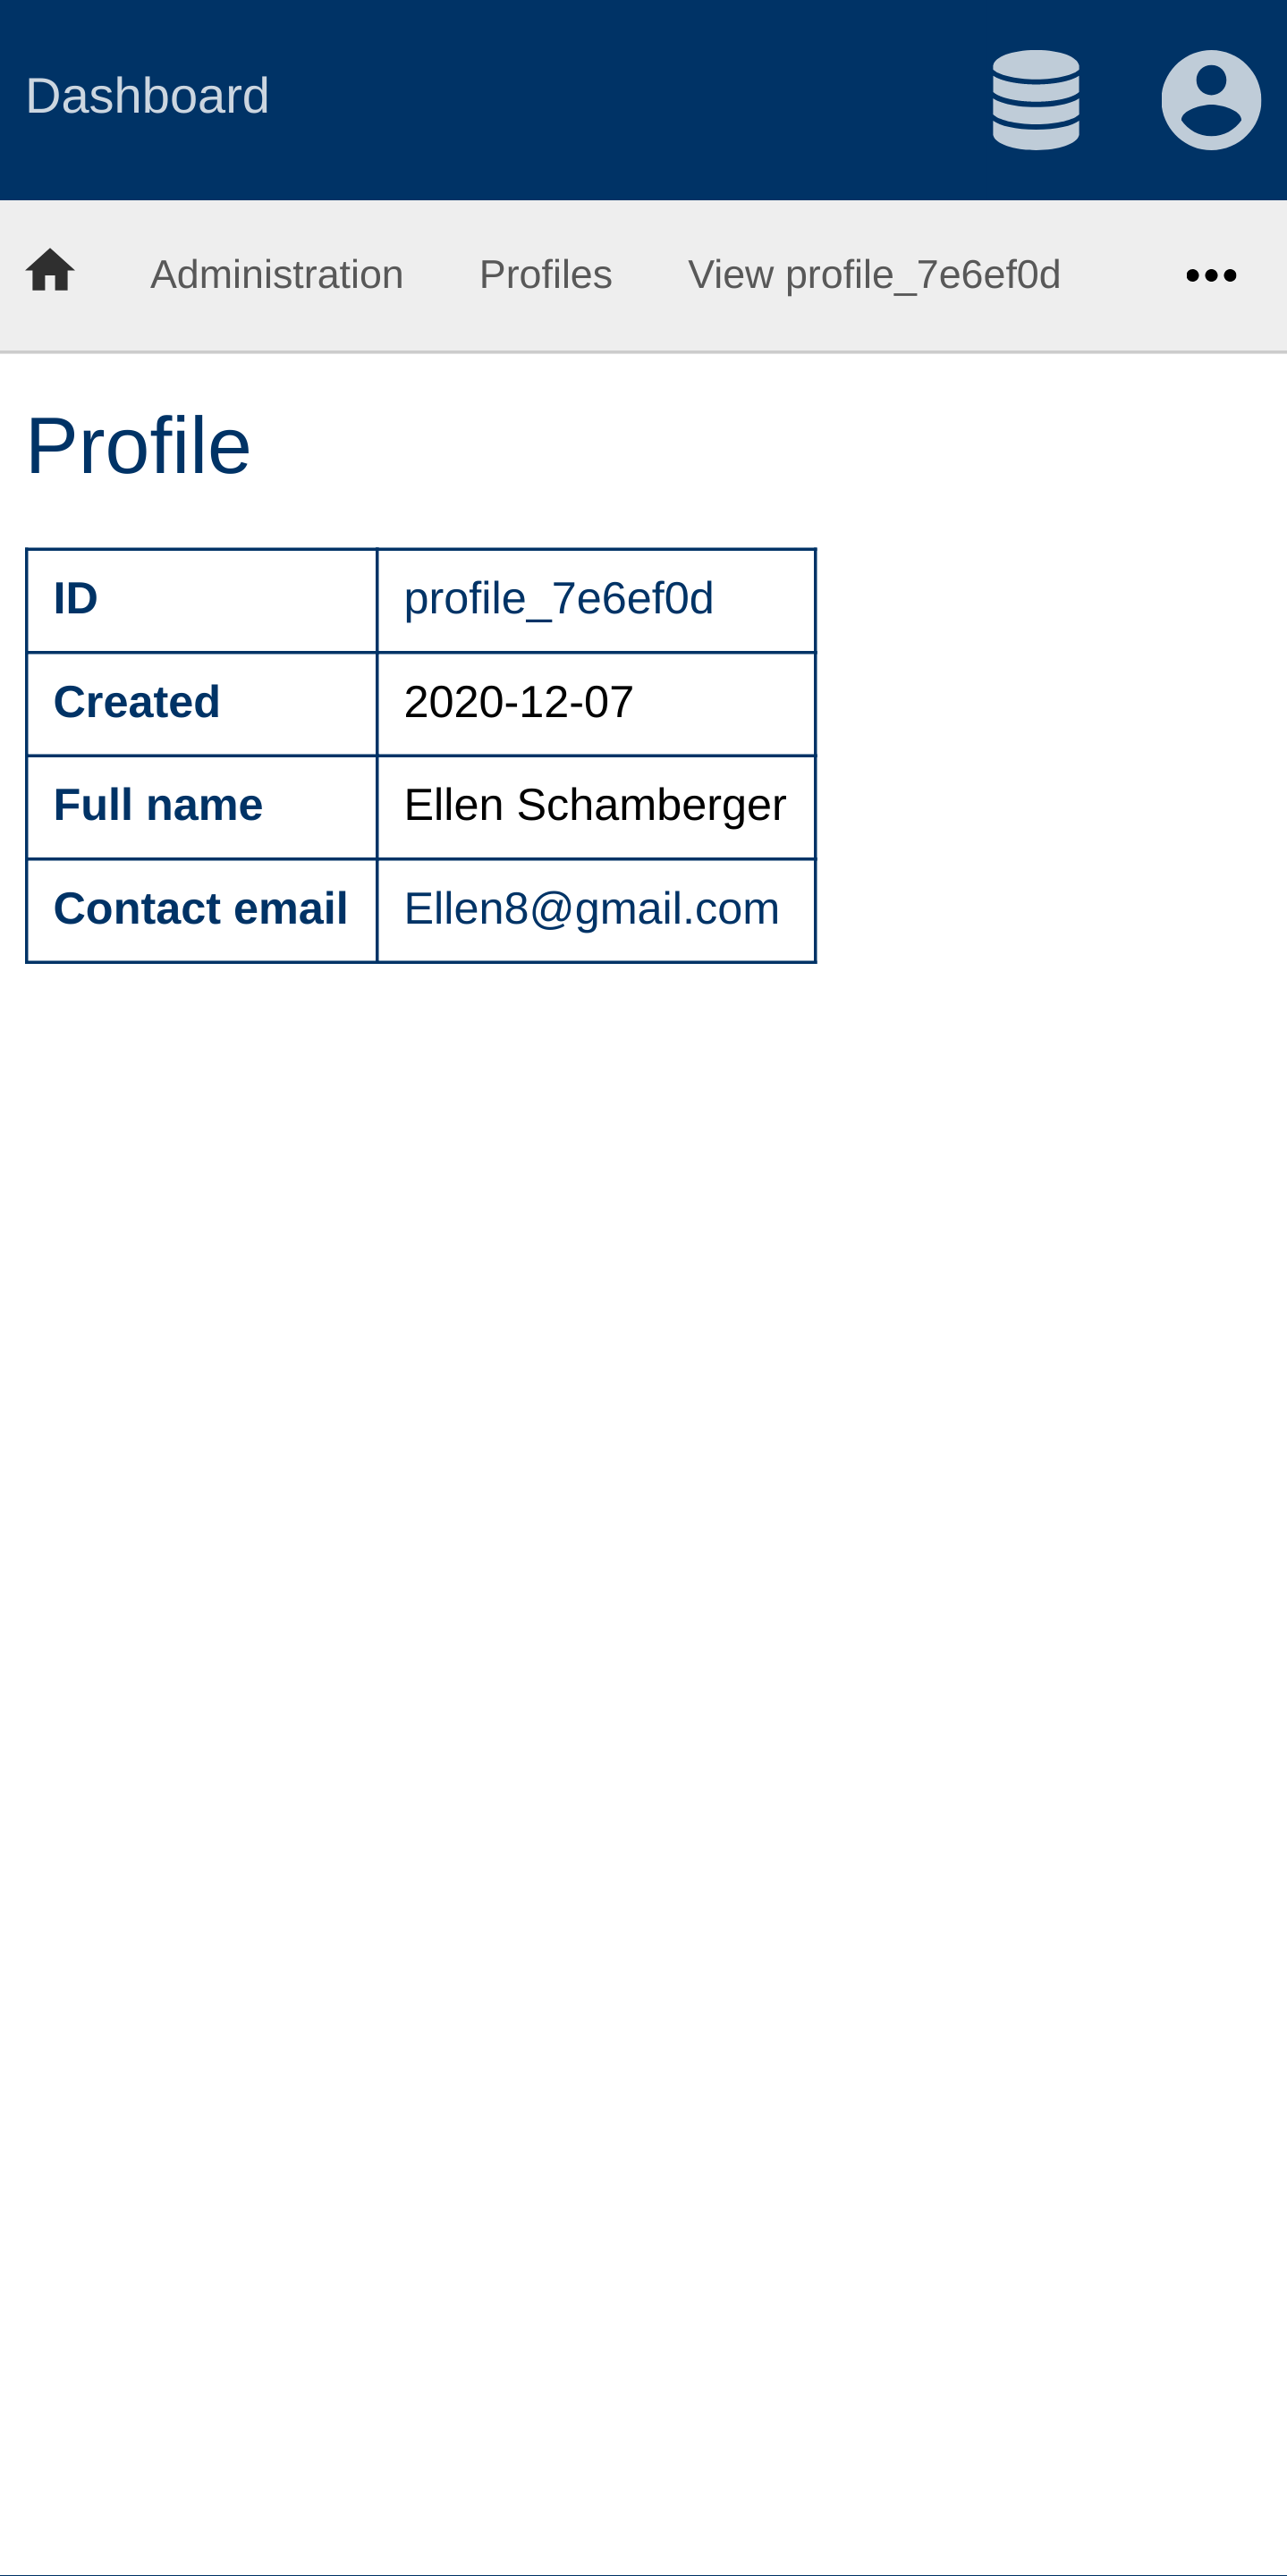 Dashboard
Administration Profiles View profile_7e6ef0d
Profile
ID profile_7e6ef0d
Created 2020-12-07
Full name Ellen Schamberger
Contact email Ellen8@gmail.com